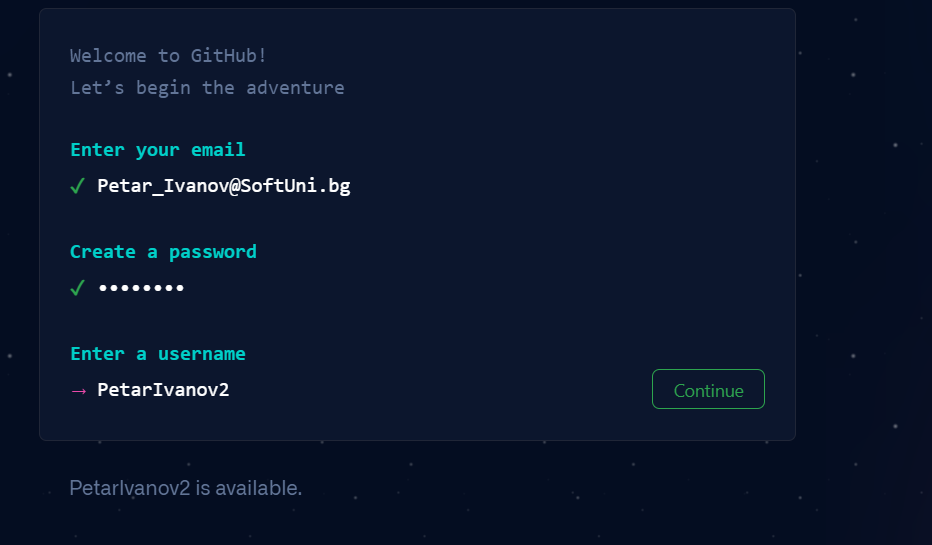 Welcome to GitHub!
Let’s begin the adventure
Enter your email
✓ Petar_Ivanov@SoftUni.bg
Create a password
✓ ••••••••
Enter a username
→ PetarIvanov2
Continue
PetarIvanov2 is available.